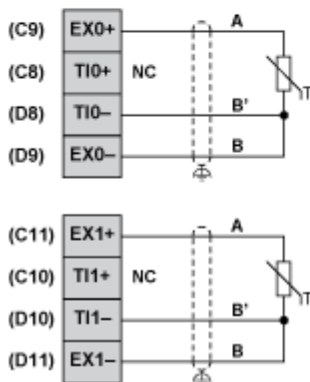 (C9) EX0+ A
(C8) TI0+ NC
T
(D8) TI0– B'
(D9) EX0– B
(C11) EX1+ A
(C10) TI1+ NC
T
(D10) TI1– B'
(D11) EX1– B